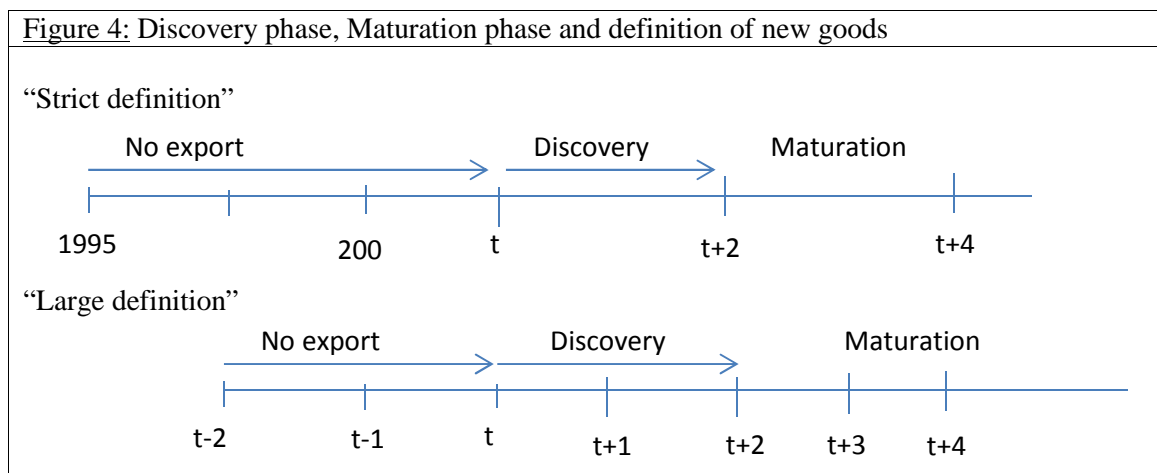 Figure 4: Discovery phase, Maturation phase and definition of new goods
“Strict definition”
No export Discovery Maturation
1995 200 t t+2 t+4
“Large definition”
No export Discovery Maturation
t-2 t-1 t t+1 t+2 t+3 t+4